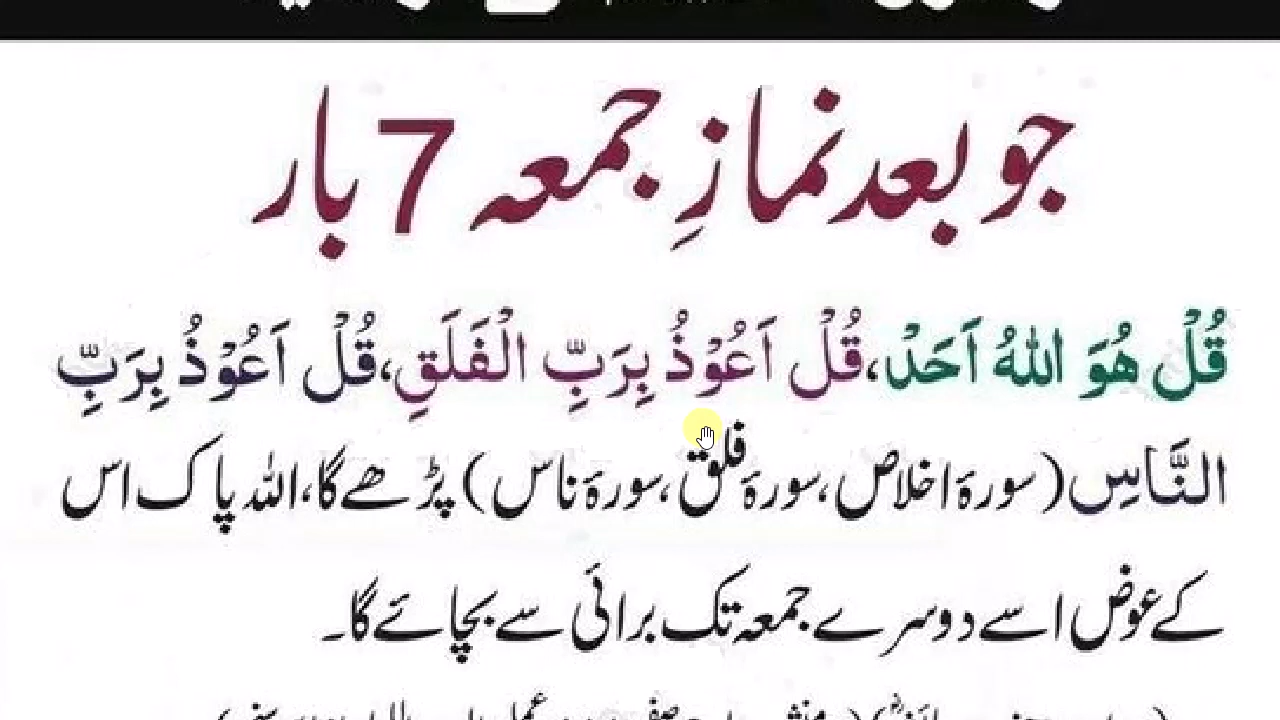 جو بعد نمازِ جمعہ 7 بار
قُلْ هُوَ اللهُ اَحَدْ، قُلْ اَعُوْذُ بِرَبِّ الْفَلَقِ، قُلْ اَعُوْذُ بِرَبِّ
النَّاسِ (سورۂ اخلاص، سورۂ فلق، سورۂ ناس) پڑھے گا، اللہ پاک اس
کے عوض اسے دوسرے جمعہ تک برائی سے بچائے گا۔